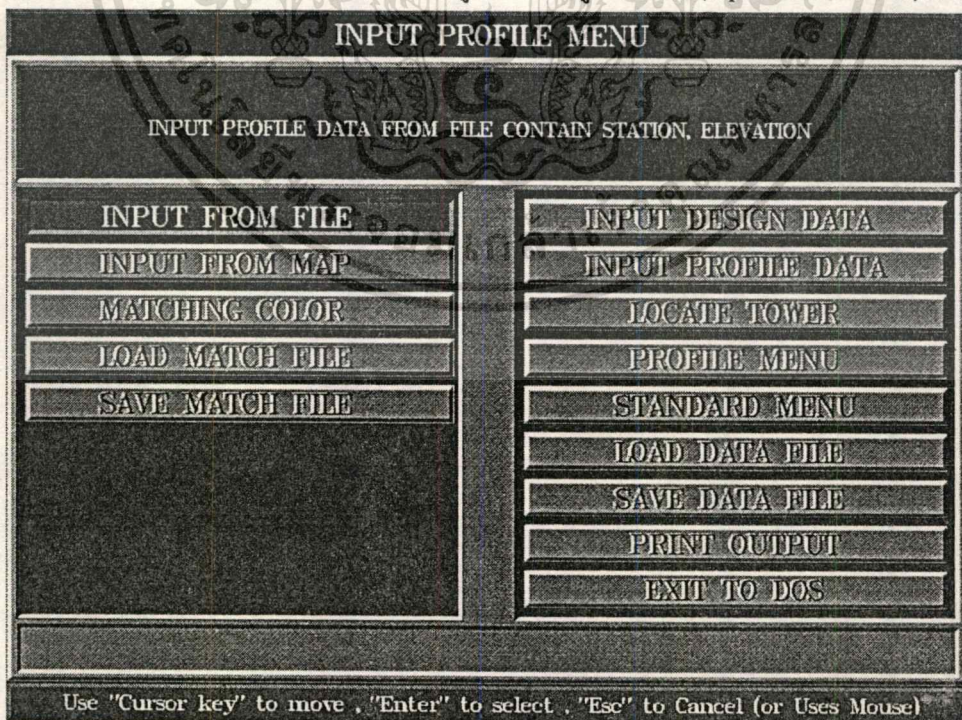 INPUT PROFILE MENU
INPUT PROFILE DATA FROM FILE CONTAIN STATION, ELEVATION
INPUT FROM FILE
INPUT FROM MAP
MATCHING COLOR
LOAD MATCH FILE
SAVE MATCH FILE
INPUT DESIGN DATA
INPUT PROFILE DATA
LOCATE TOWER
PROFILE MENU
STANDARD MENU
LOAD DATA FILE
SAVE DATA FILE
PRINT OUTPUT
EXIT TO DOS
Use "Cursor key" to move , "Enter" to select , "Esc" to Cancel (or Uses Mouse)